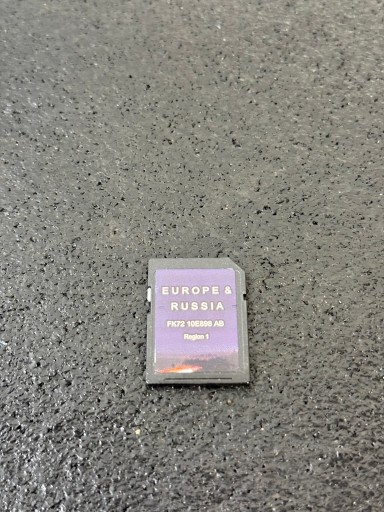 EUROPE &
RUSSIA
FK72 10E898 AB
Region 1